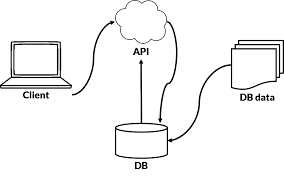 API
Client
DB data
DB